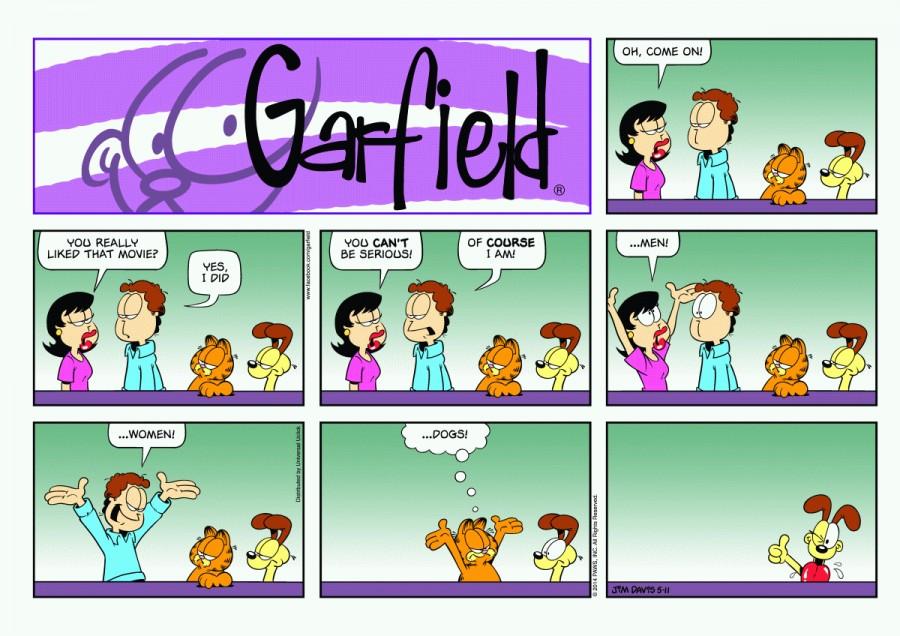 Garfield
®
OH, COME ON!
YOU REALLY
LIKED THAT MOVIE?
YES,
I DID
www.facebook.com/garfield
YOU CAN'T
BE SERIOUS!
OF COURSE
I AM!
...MEN!
...WOMEN!
Distributed by Universal Uclick
...DOGS!
© 2014 PAWS, INC. All Rights Reserved.
JIM DAVIS 5-11